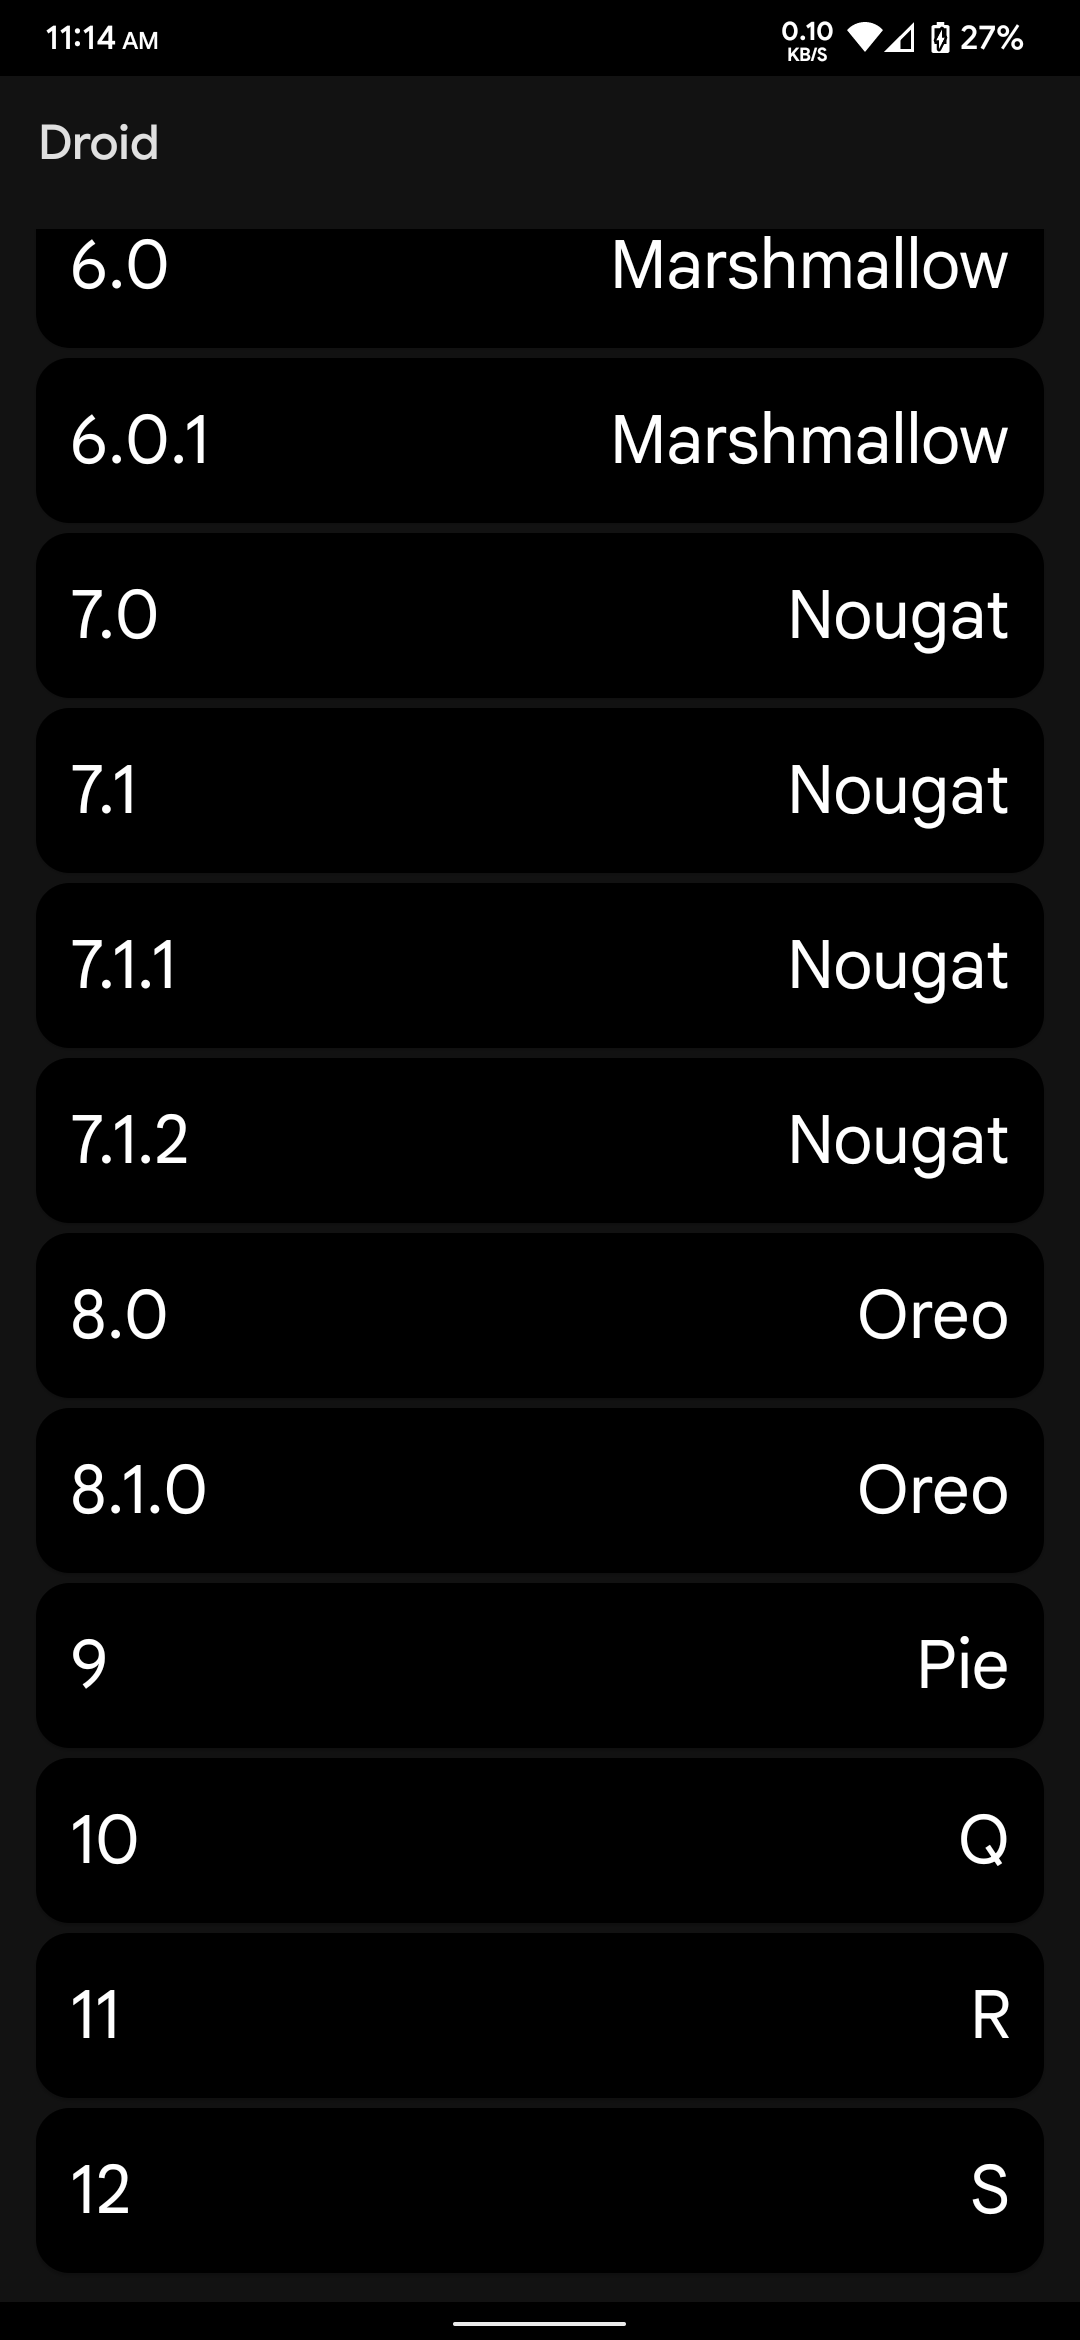 11:14 AM 0.10 KB/S 27%
Droid
6.0 Marshmallow
6.0.1 Marshmallow
7.0 Nougat
7.1 Nougat
7.1.1 Nougat
7.1.2 Nougat
8.0 Oreo
8.1.0 Oreo
9 Pie
10 Q
11 R
12 S